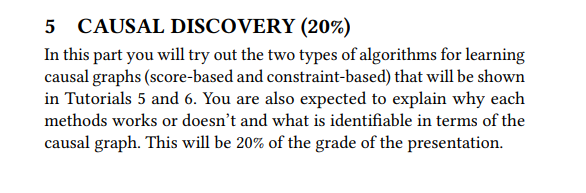 5 CAUSAL DISCOVERY (20%)
In this part you will try out the two types of algorithms for learning
causal graphs (score-based and constraint-based) that will be shown
in Tutorials 5 and 6. You are also expected to explain why each
methods works or doesn't and what is identifiable in terms of the
causal graph. This will be 20% of the grade of the presentation.